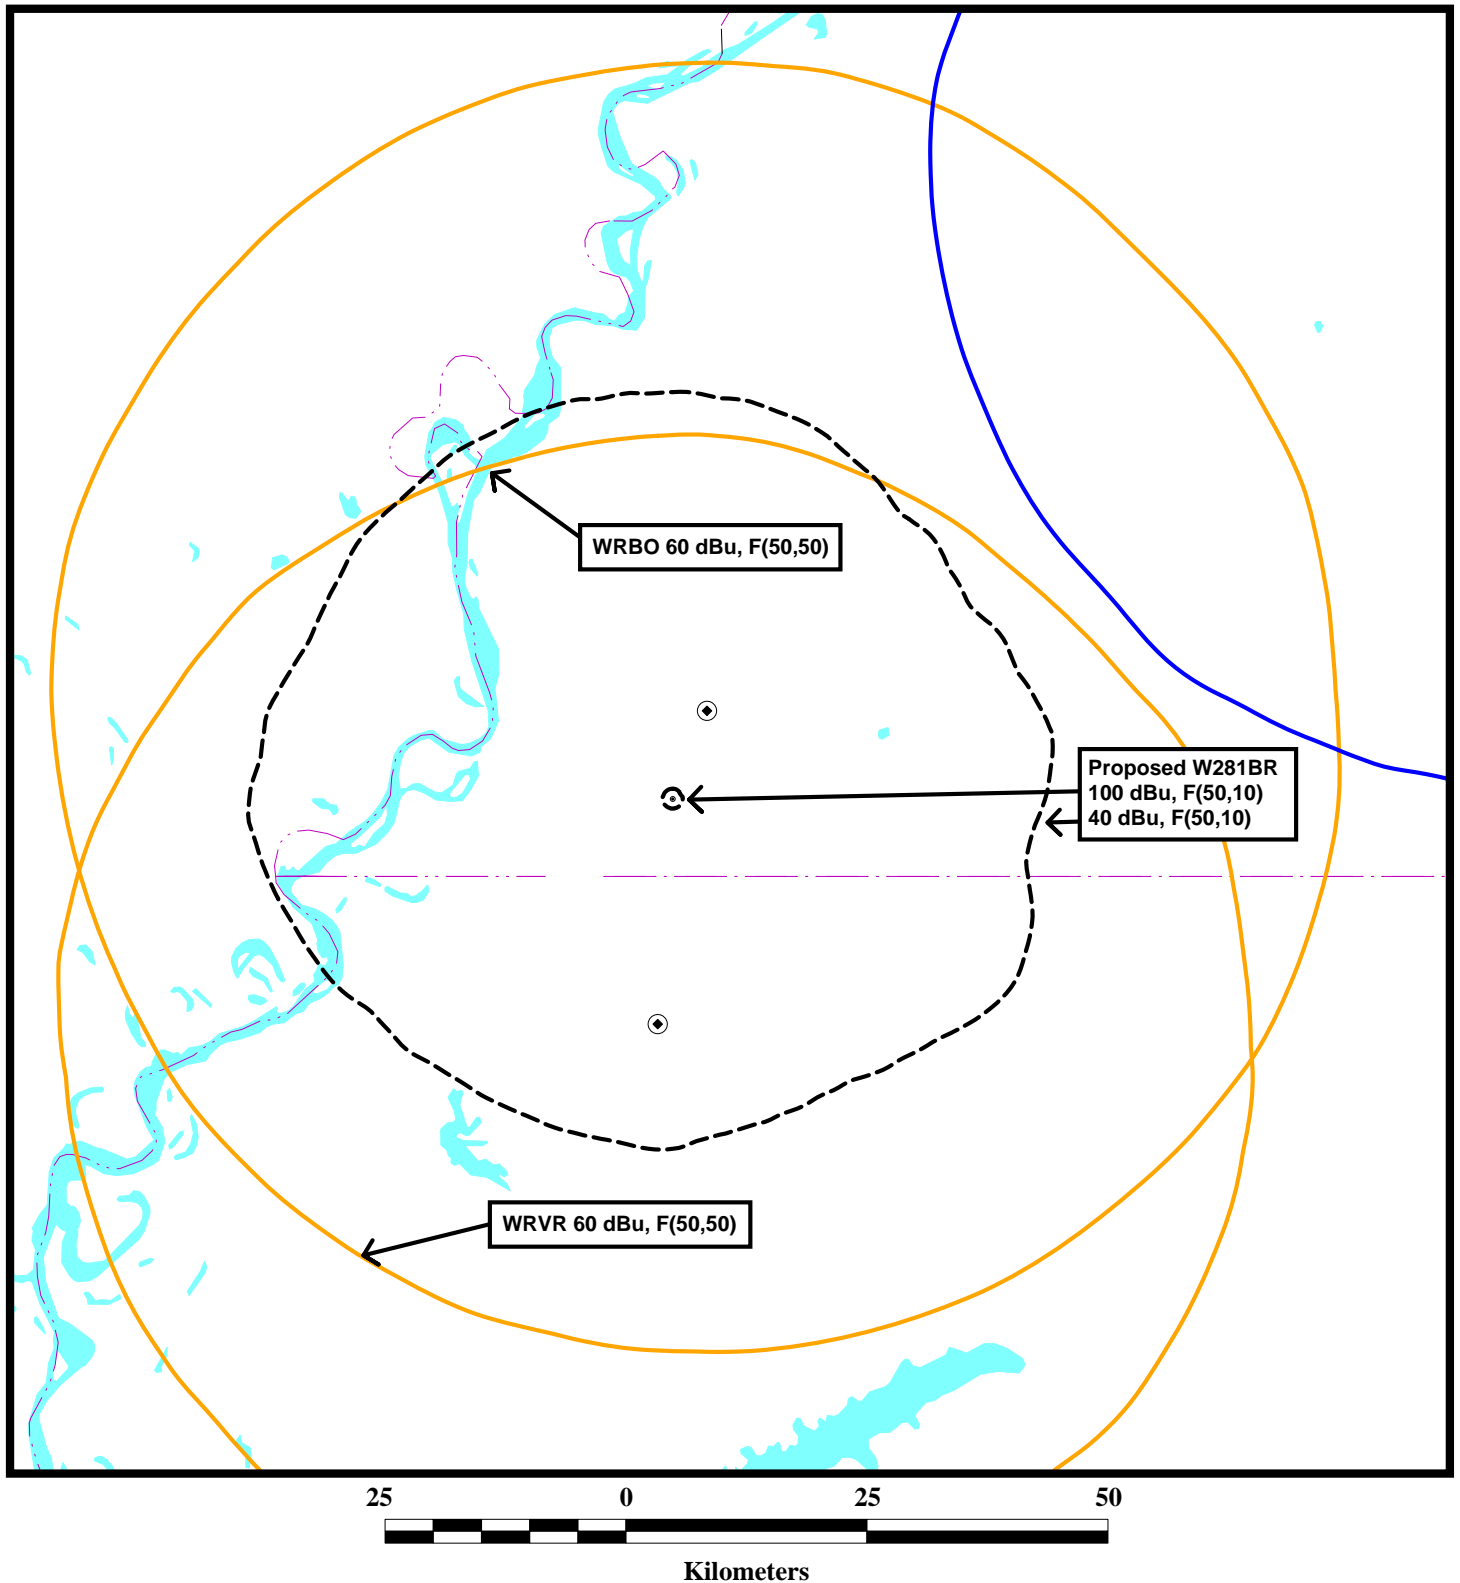 WRBO 60 dBu, F(50,50)
Proposed W281BR
100 dBu, F(50,10)
40 dBu, F(50,10)
WRVR 60 dBu, F(50,50)
25 0 25 50
Kilometers